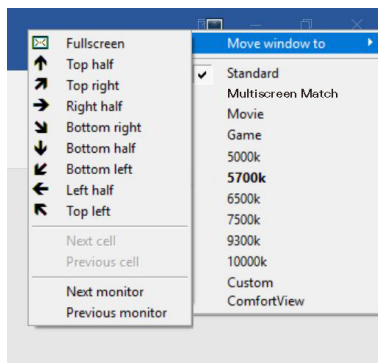 Fullscreen
Top half
Top right
Right half
Bottom right
Bottom half
Bottom left
Left half
Top left
Next cell
Previous cell
Next monitor
Previous monitor
Move window to
Standard
Multiscreen Match
Movie
Game
5000k
5700k
6500k
7500k
9300k
10000k
Custom
ComfortView